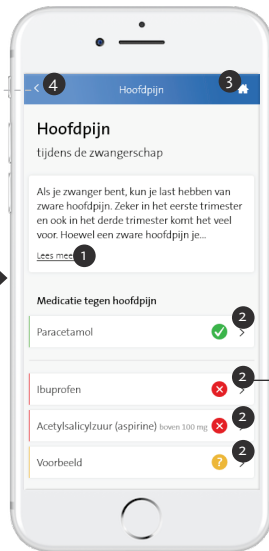 4 Hoofdpijn 3
Hoofdpijn
tijdens de zwangerschap
Als je zwanger bent, kun je last hebben van
zware hoofdpijn. Zeker in het eerste trimester
en ook in het derde trimester komt het veel
voor. Hoewel een zware hoofdpijn je...
Lees mee 1
Medicatie tegen hoofdpijn
2
Paracetamol
2
Ibuprofen
2
Acetylsalicylzuur (aspirine) boven 100 mg
2
Voorbeeld ?